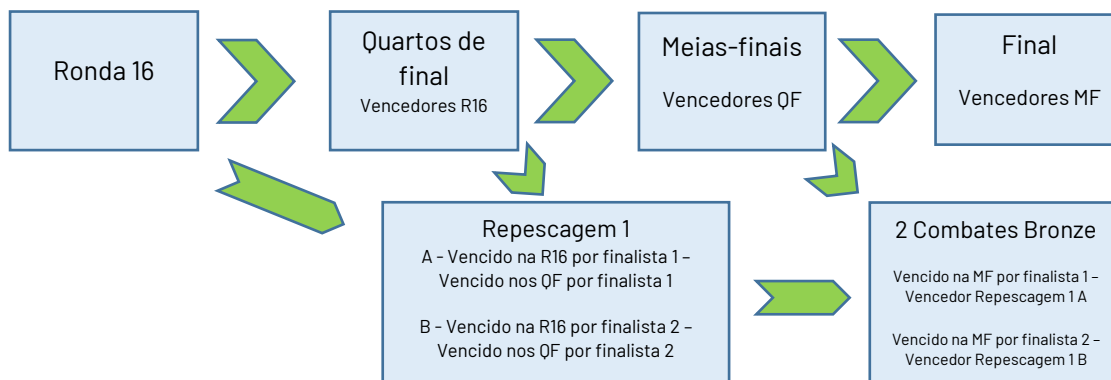 Ronda 16
Quartos de
final
Vencedores R16
Meias-finais
Vencedores QF
Final
Vencedores MF
Repescagem 1
A - Vencido na R16 por finalista 1 –
Vencido nos QF por finalista 1
B - Vencido na R16 por finalista 2 –
Vencido nos QF por finalista 2
2 Combates Bronze
Vencido na MF por finalista 1 –
Vencedor Repescagem 1 A
Vencido na MF por finalista 2 –
Vencedor Repescagem 1 B